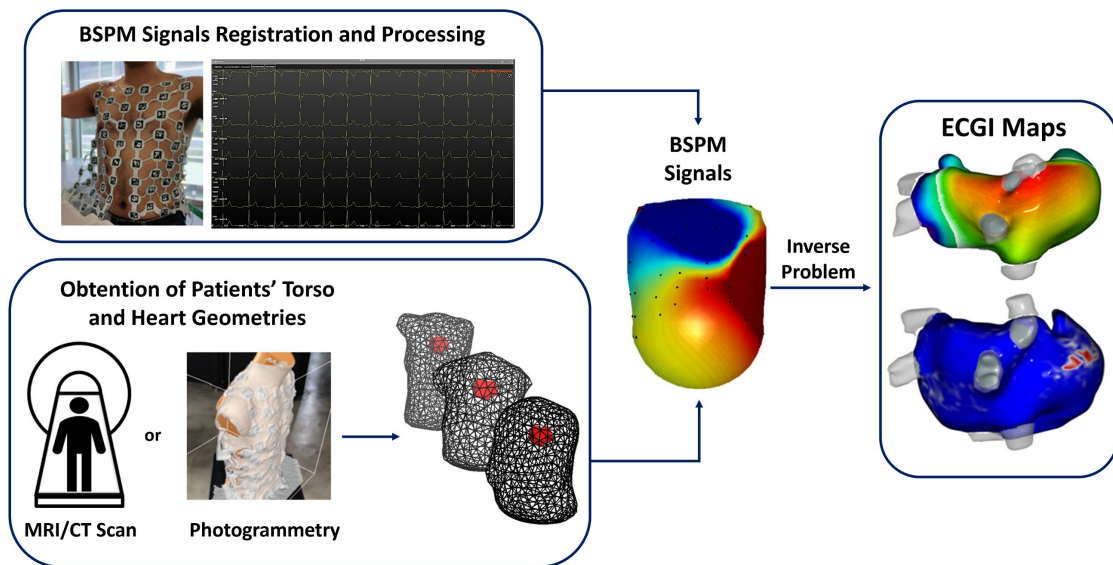 BSPM Signals Registration and Processing
BSPM
Signals
ECGI Maps
Inverse
Problem
Obtention of Patients’ Torso
and Heart Geometries
or
MRI/CT Scan
Photogrammetry